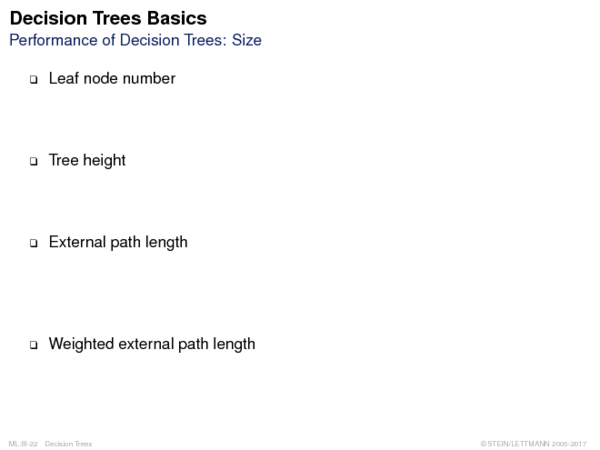 Decision Trees Basics
Performance of Decision Trees: Size
❑ Leaf node number
❑ Tree height
❑ External path length
❑ Weighted external path length
ML:III-22 Decision Trees © STEIN/LETTMANN 2005-2017